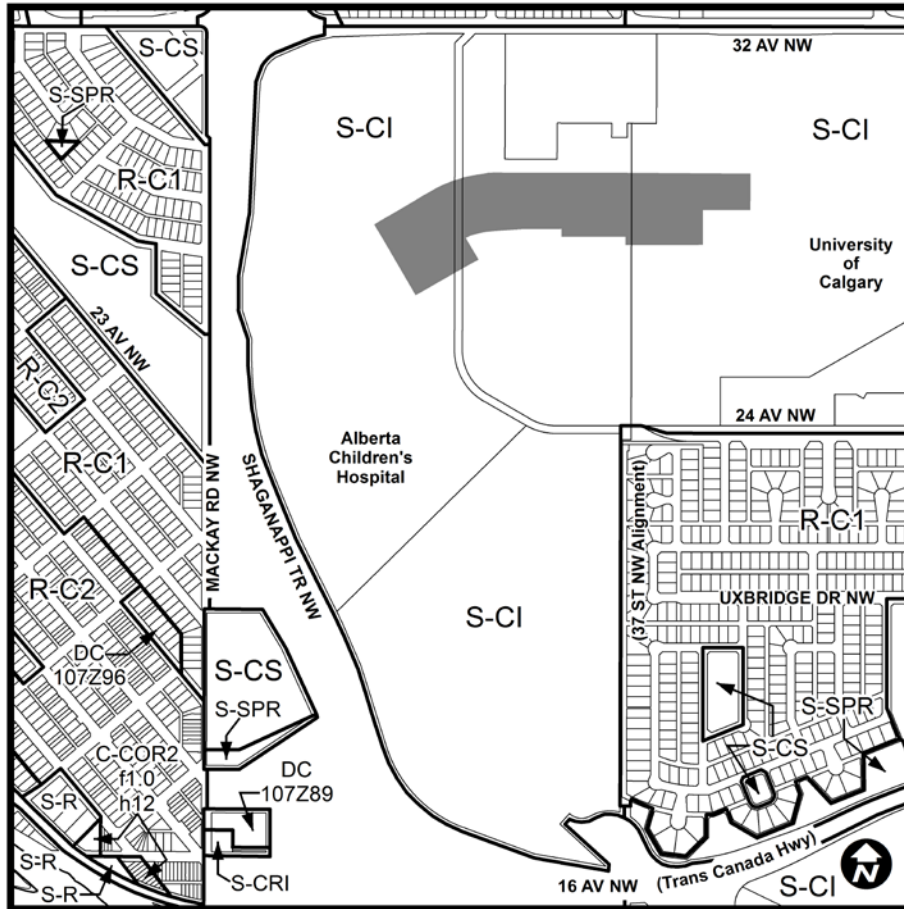 32 AV NW
S-CS
S-SPR
S-CI
S-CI
R-C1
University
of
Calgary
S-CS
23 AV NW
R-C2
24 AV NW
Alberta
Children's
Hospital
R-C1
MACKAY RD NW
SHAGANAPPI TR NW
(37 ST NW Alignment)
R-C1
R-C2
UXBRIDGE DR NW
S-CI
DC
107Z96
S-CS
S-SPR
S-SPR
S-CS
C-COR2
f1.0
h12
DC
107Z89
S-R
S-R
S-R
S-CRI
16 AV NW
(Trans Canada Hwy)
S-CI
N